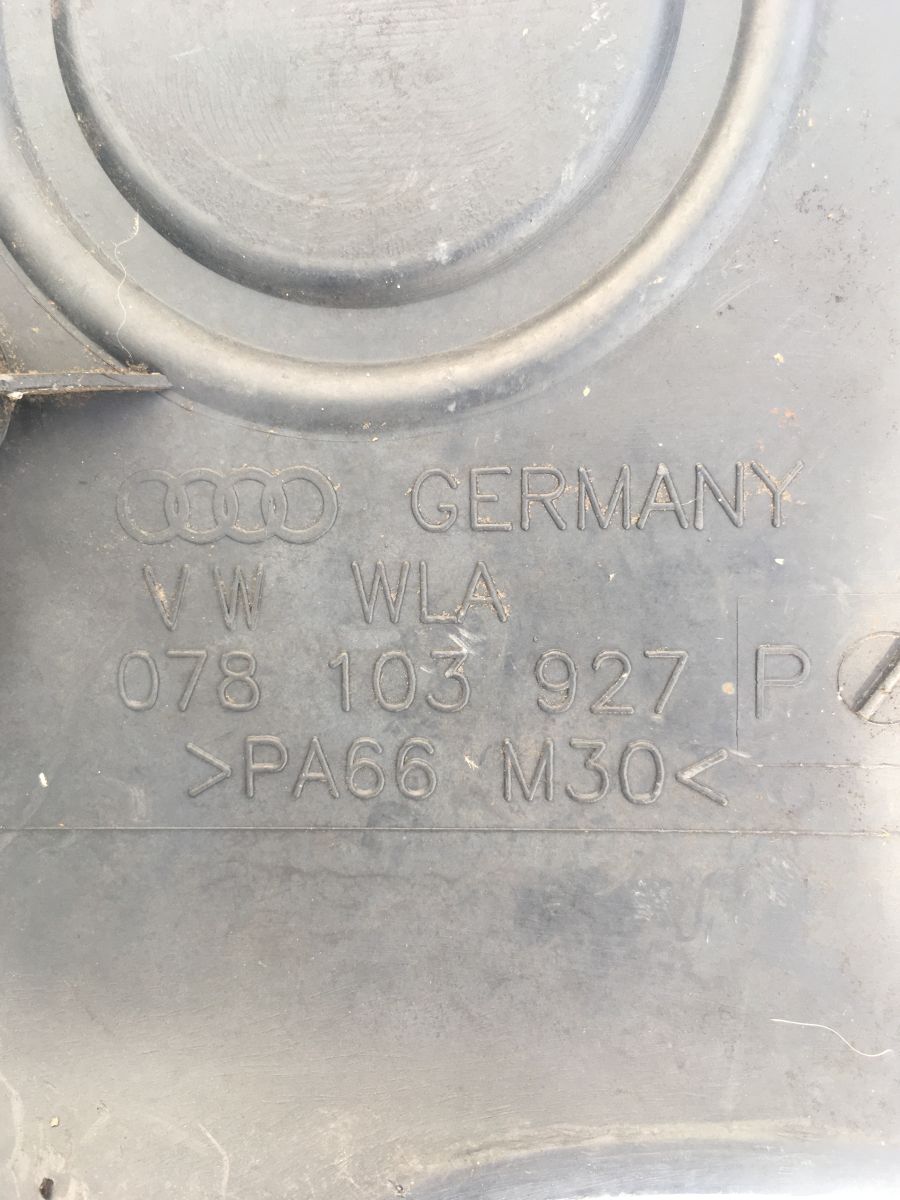 GERMANY
VW WLA
078 103 927 P
>PA66 M30<